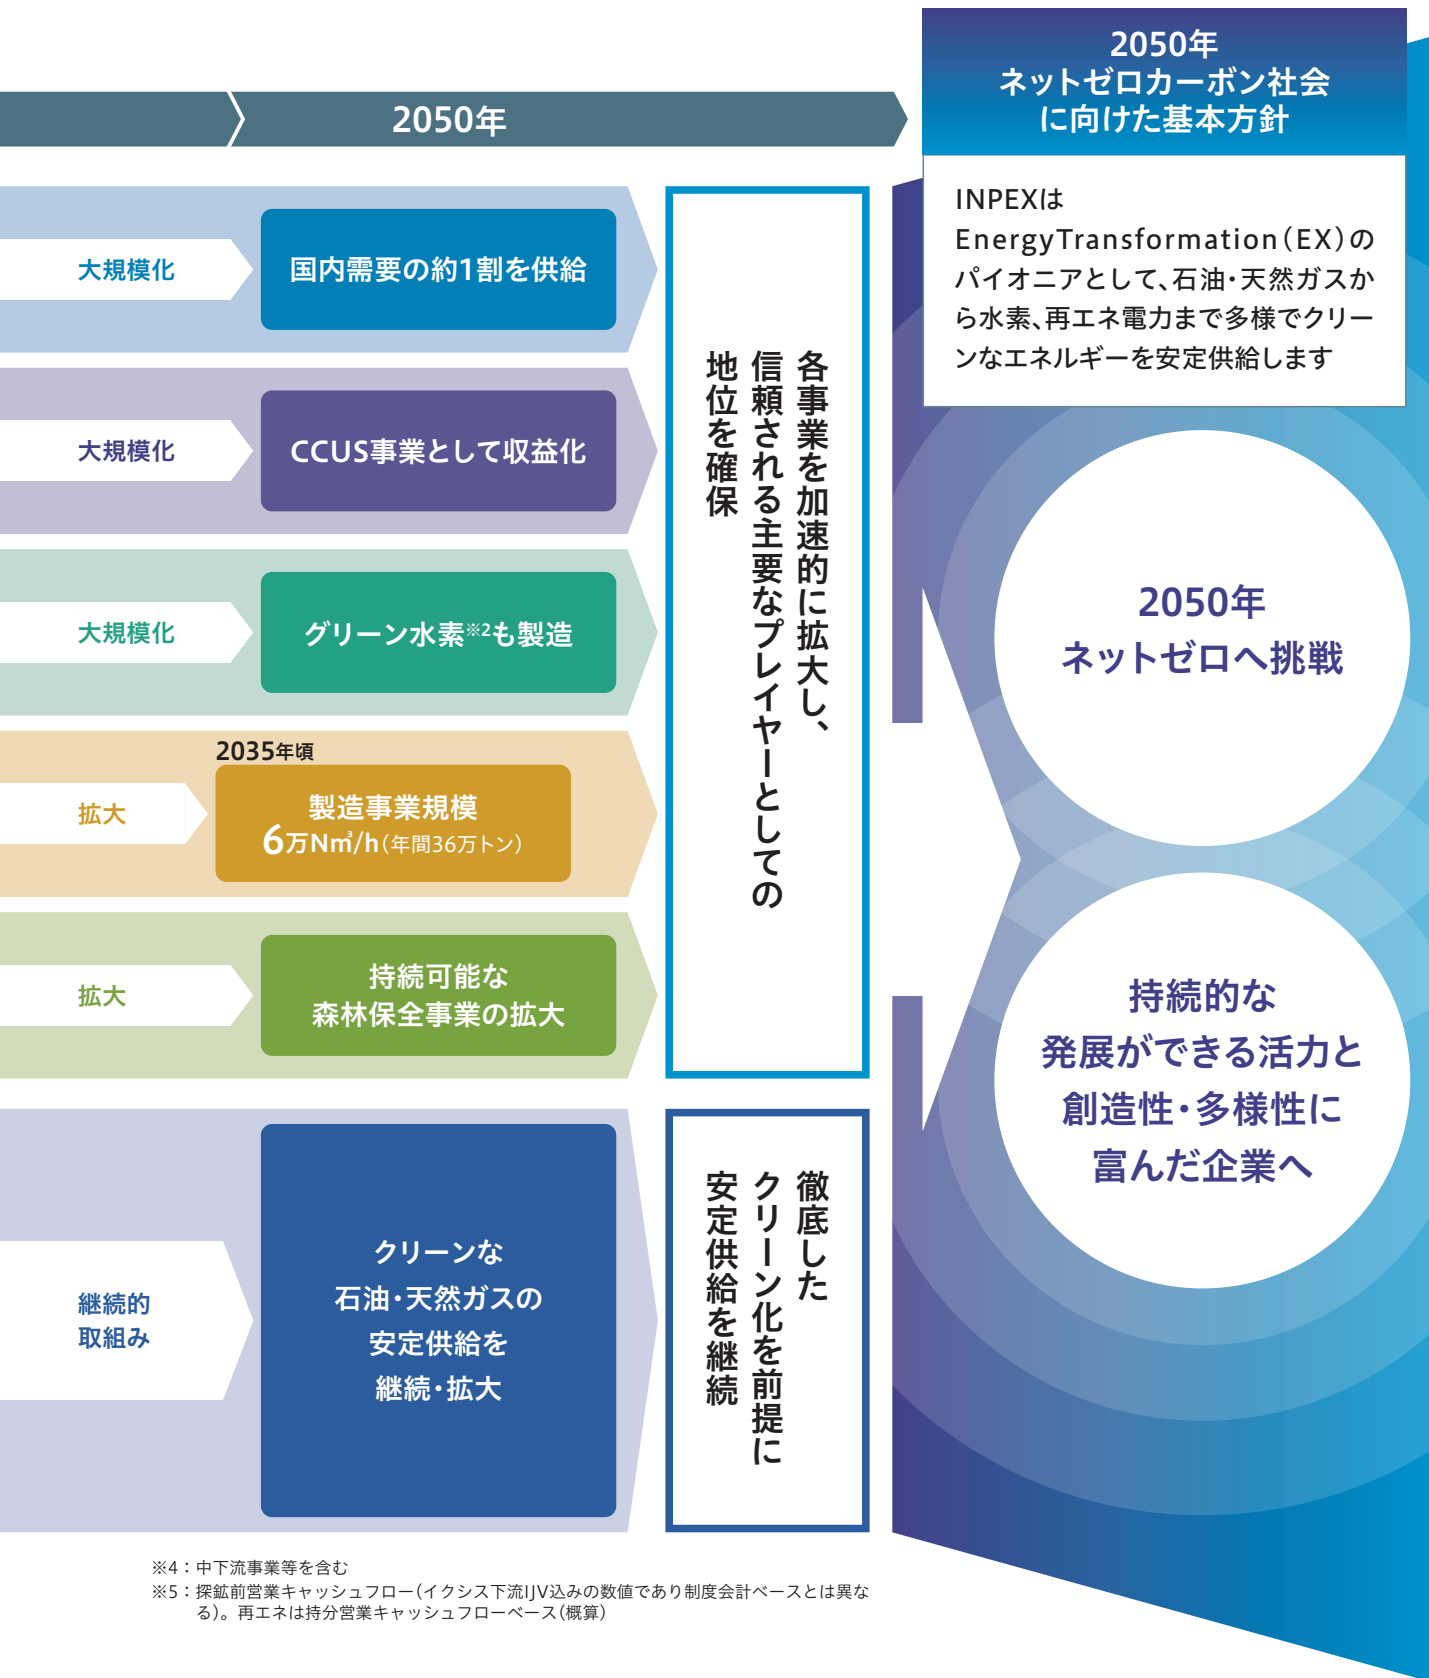 2050年
2050年
ネットゼロカーボン社会
に向けた基本方針
INPEXは
EnergyTransformation（EX）の
パイオニアとして、石油・天然ガスか
ら水素、再エネ電力まで多様でクリー
ンなエネルギーを安定供給します
大規模化
国内需要の約1割を供給
大規模化
CCUS事業として収益化
大規模化
グリーン水素※2も製造
2035年頃
拡大
製造事業規模
6万N㎥/h（年間36万トン）
拡大
持続可能な
森林保全事業の拡大
各事業を加速的に拡大し、
信頼される主要なプレイヤーとしての
地位を確保
継続的
取組み
クリーンな
石油・天然ガスの
安定供給を
継続・拡大
徹底した
クリーン化を前提に
安定供給を継続
2050年
ネットゼロへ挑戦
持続的な
発展ができる活力と
創造性・多様性に
富んだ企業へ
※4：中下流事業等を含む
※5：探鉱前営業キャッシュフロー（イクシス下流IJV込みの数値であり制度会計ベースとは異な
る）。再エネは持分営業キャッシュフローベース（概算）